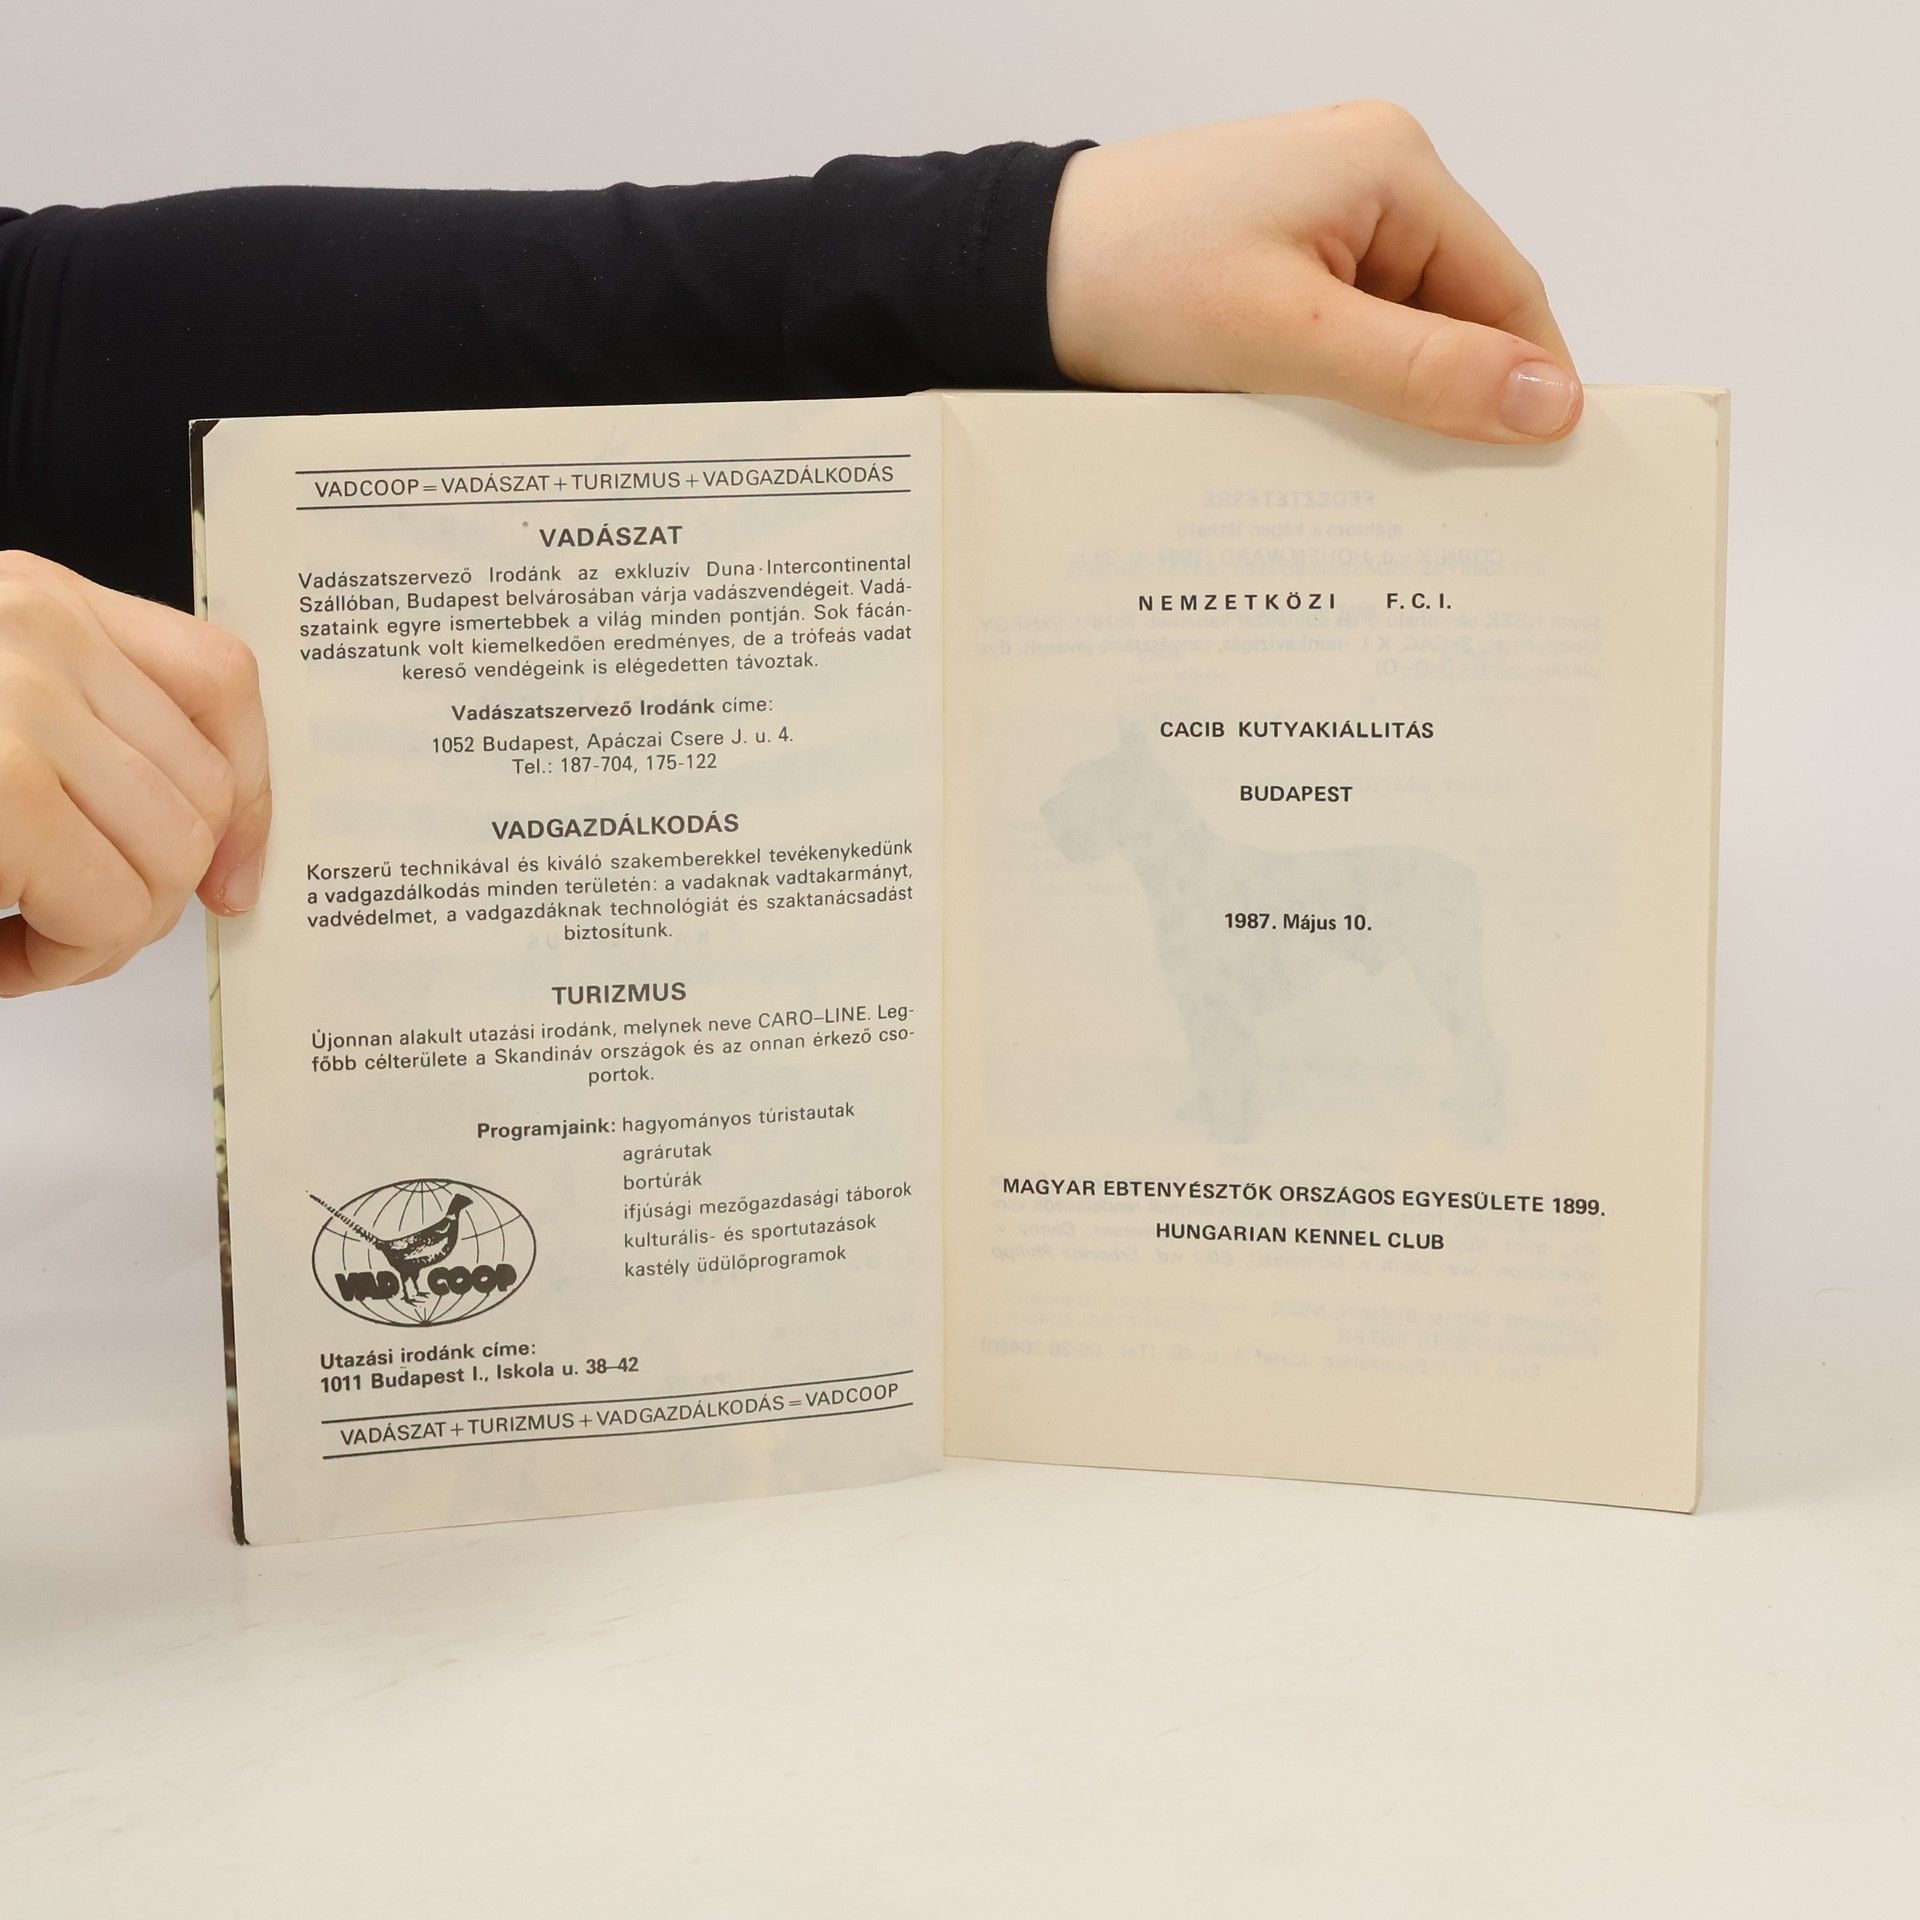 VADCOOP=VADÁSZAT+TURIZMUS+VADGAZDÁLKODÁS
VADÁSZAT
Vadászatszervező Irodánk az exkluzív Duna-Intercontinental
Szállóban, Budapest belvárosában várja vadászvendégeit. Vadá-
szataink egyre ismertebbek a világ minden pontján. Sok fácán-
vadászatunk volt kiemelkedően eredményes, de a trófeás vadat
kereső vendégeink is elégedetten távoztak.
Vadászatszervező Irodánk címe:
1052 Budapest, Apáczai Csere J. u. 4.
Tel.: 187-704, 175-122
VADGAZDÁLKODÁS
Korszerű technikával és kiváló szakemberekkel tevékenykedünk
a vadgazdálkodás minden területén: a vadaknak vadtakarmányt,
vadvédelmet, a vadgazdáknak technológiát és szaktanácsadást
biztosítunk.
TURIZMUS
Újonnan alakult utazási irodánk, melynek neve CARO–LINE. Leg-
főbb célterülete a Skandináv országok és az onnan érkező cso-
portok.
Programjaink: hagyományos túristautak
agrárutak
bortúrák
ifjúsági mezőgazdasági táborok
kulturális- és sportutazások
kastély üdülőprogramok
VAD COOP
Utazási irodánk címe:
1011 Budapest I., Iskola u. 38–42
VADÁSZAT+TURIZMUS+VADGAZDÁLKODÁS=VADCOOP
NEMZETKÖZI F.C.I.
CACIB KUTYAKIÁLLITÁS
BUDAPEST
1987. Május 10.
MAGYAR EBTENYÉSZTŐK ORSZÁGOS EGYESÜLETE 1899.
HUNGARIAN KENNEL CLUB